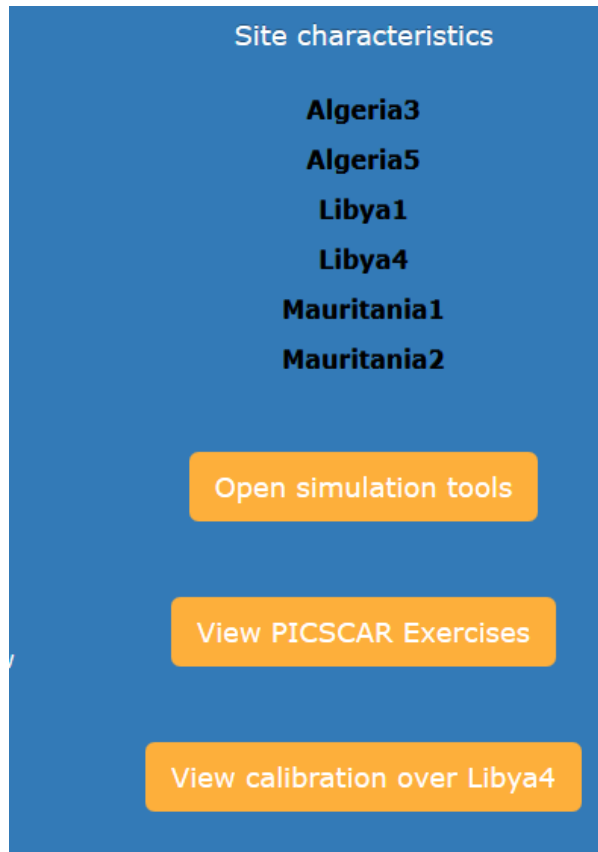 Site characteristics
Algeria3
Algeria5
Libya1
Libya4
Mauritania1
Mauritania2
Open simulation tools
View PICSCAR Exercises
View calibration over Libya4